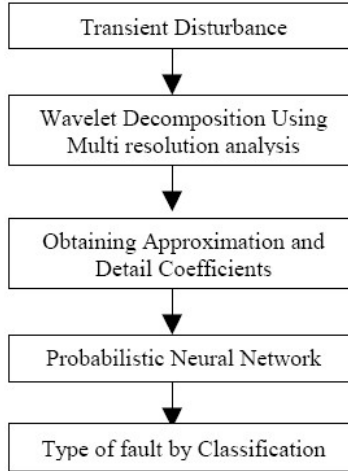 Transient Disturbance
Wavelet Decomposition Using
Multi resolution analysis
Obtaining Approximation and
Detail Coefficients
Probabilistic Neural Network
Type of fault by Classification